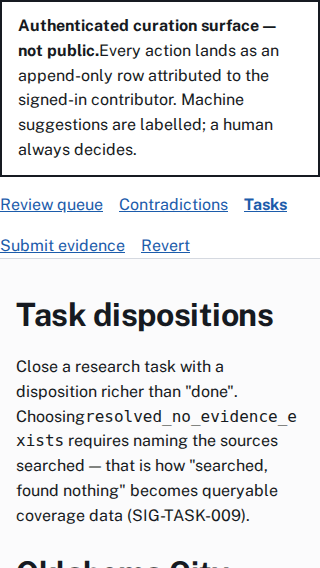 Authenticated curation surface —
not public.Every action lands as an
append-only row attributed to the
signed-in contributor. Machine
suggestions are labelled; a human
always decides.
Review queue Contradictions Tasks
Submit evidence Revert
Task dispositions
Close a research task with a
disposition richer than "done".
Choosingresolved_no_evidence_e
xists requires naming the sources
searched — that is how "searched,
found nothing" becomes queryable
coverage data (SIG-TASK-009).
Oklahoma City